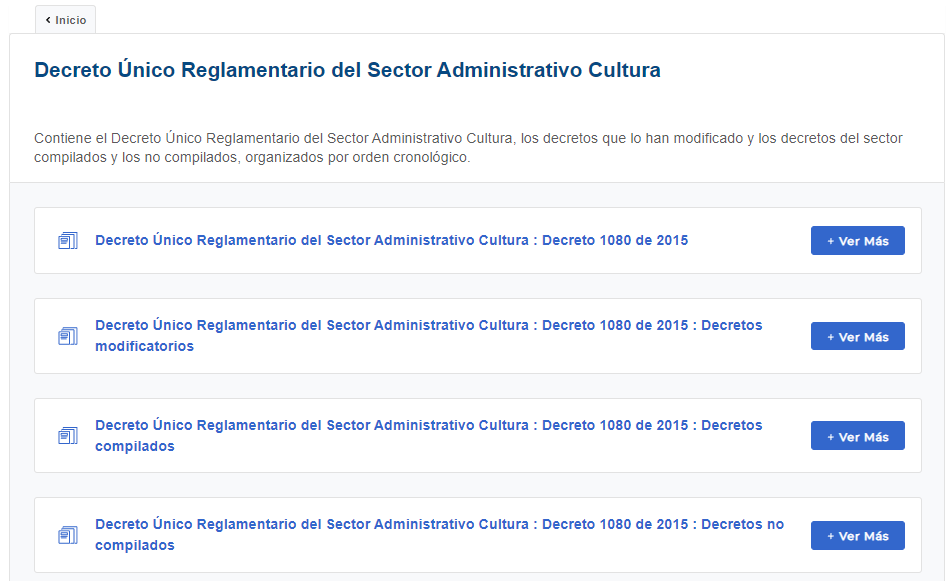 ‹ Inicio
Decreto Único Reglamentario del Sector Administrativo Cultura
Contiene el Decreto Único Reglamentario del Sector Administrativo Cultura, los decretos que lo han modificado y los decretos del sector
compilados y los no compilados, organizados por orden cronológico.
Decreto Único Reglamentario del Sector Administrativo Cultura : Decreto 1080 de 2015
+ Ver Más
Decreto Único Reglamentario del Sector Administrativo Cultura : Decreto 1080 de 2015 : Decretos
modificatorios
+ Ver Más
Decreto Único Reglamentario del Sector Administrativo Cultura : Decreto 1080 de 2015 : Decretos
compilados
+ Ver Más
Decreto Único Reglamentario del Sector Administrativo Cultura : Decreto 1080 de 2015 : Decretos no
compilados
+ Ver Más